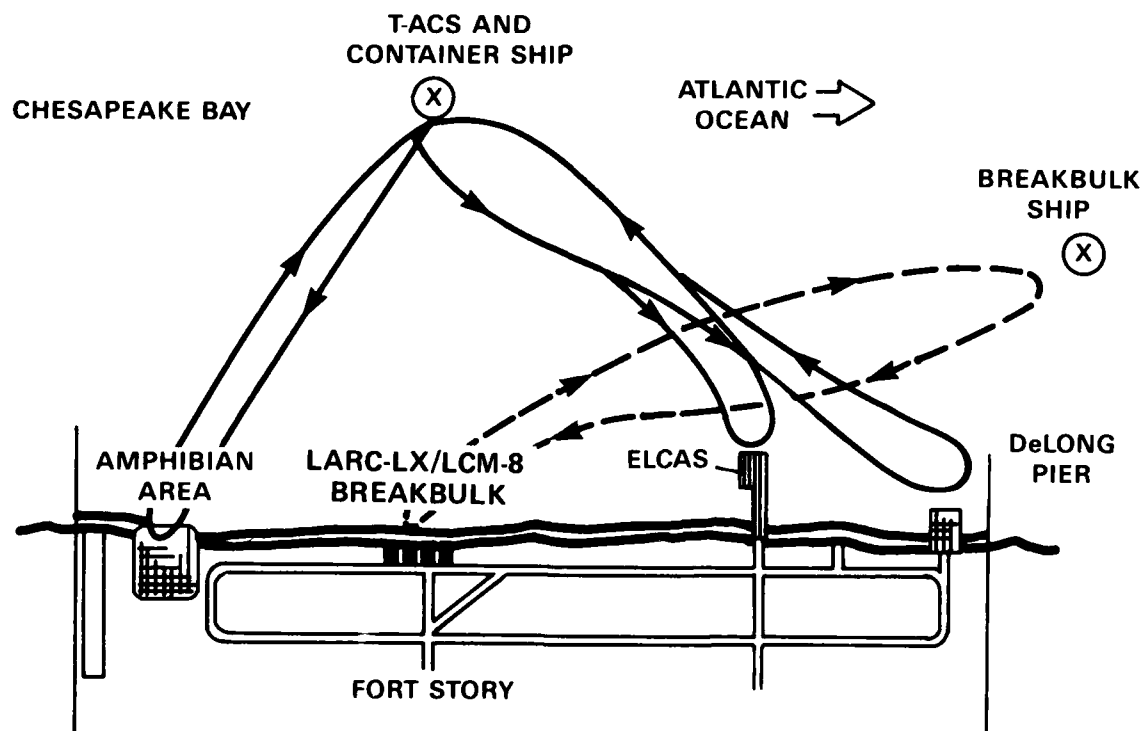 T-ACS AND
CONTAINER SHIP
X
CHESAPEAKE BAY
ATLANTIC
OCEAN
BREAKBULK
SHIP
X
AMPHIBIAN
AREA
LARC-LX/LCM-8
BREAKBULK
ELCAS
DeLONG
PIER
FORT STORY